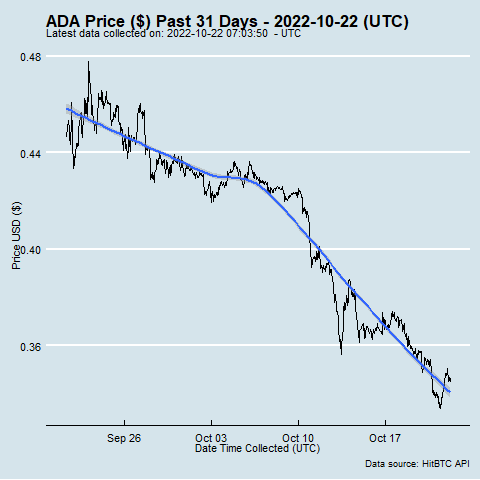 ADA Price ($) Past 31 Days - 2022-10-22 (UTC)
Latest data collected on: 2022-10-22 07:03:50  - UTC
0.48
0.44
0.40
0.36
Price USD ($)
Sep 26
Oct 03
Oct 10
Oct 17
Date Time Collected (UTC)
Data source: HitBTC API